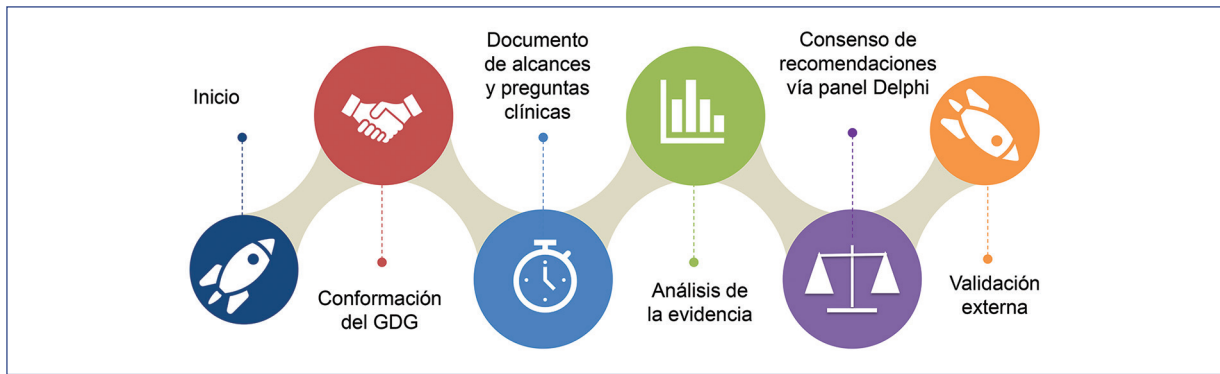 Inicio
Conformación
del GDG
Documento
de alcances
y preguntas
clínicas
Análisis de
la evidencia
Consenso de
recomendaciones
vía panel Delphi
Validación
externa